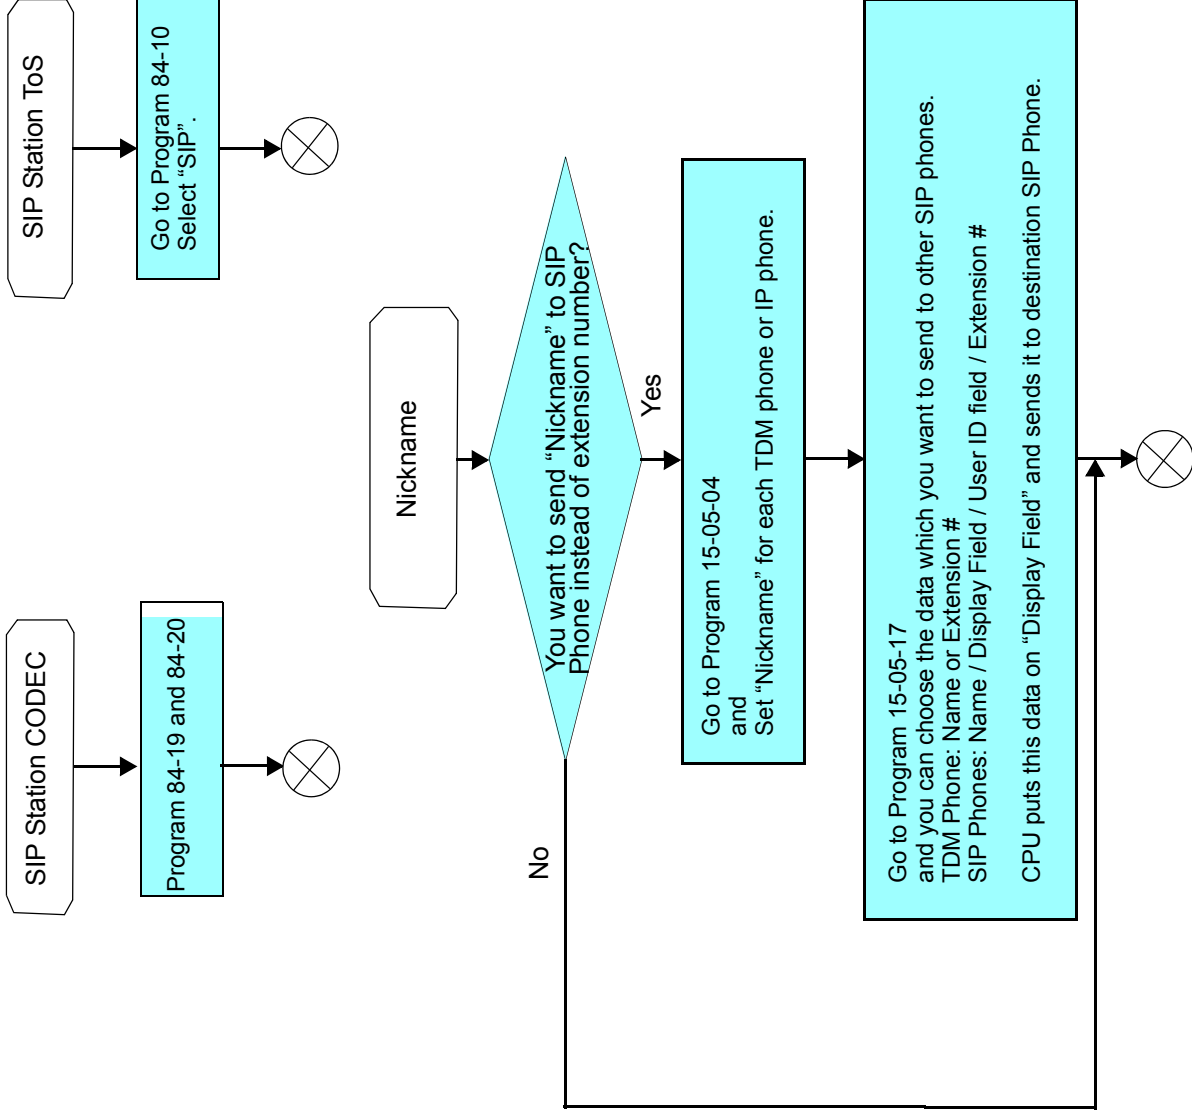 SIP Station CODEC
Program 84-19 and 84-20
SIP Station ToS
Go to Program 84-10
Select “SIP”.
Nickname
You want to send “Nickname” to SIP
Phone instead of extension number?
No
Yes
Go to Program 15-05-04
and
Set “Nickname” for each TDM phone or IP phone.
Go to Program 15-05-17
and you can choose the data which you want to send to other SIP phones.
TDM Phone: Name or Extension #
SIP Phones: Name / Display Field / User ID field / Extension #
CPU puts this data on “Display Field” and sends it to destination SIP Phone.